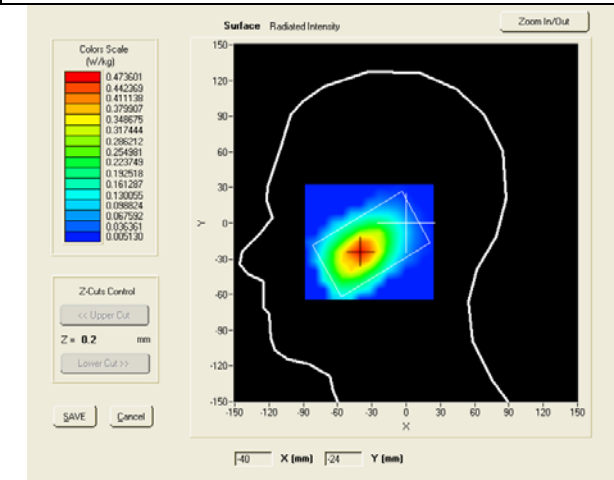 Surface Radiated Intensity
Zoom In/Out
Colors Scale
(W/kg)
0.473601
0.442369
0.411138
0.379907
0.348675
0.317444
0.286212
0.254981
0.223749
0.192518
0.161287
0.130055
0.098824
0.067592
0.036361
0.005130
150-
120-
90-
60-
30-
0-
-30-
-60-
-90-
-120-
-150-
Y
-150 -120 -90 -60 -30 0 30 60 90 120 150
X
Z-Cuts Control
<< Upper Cut
Z = 0.2 mm
Lower Cut >>
SAVE Cancel
-40 X (mm) -24 Y (mm)